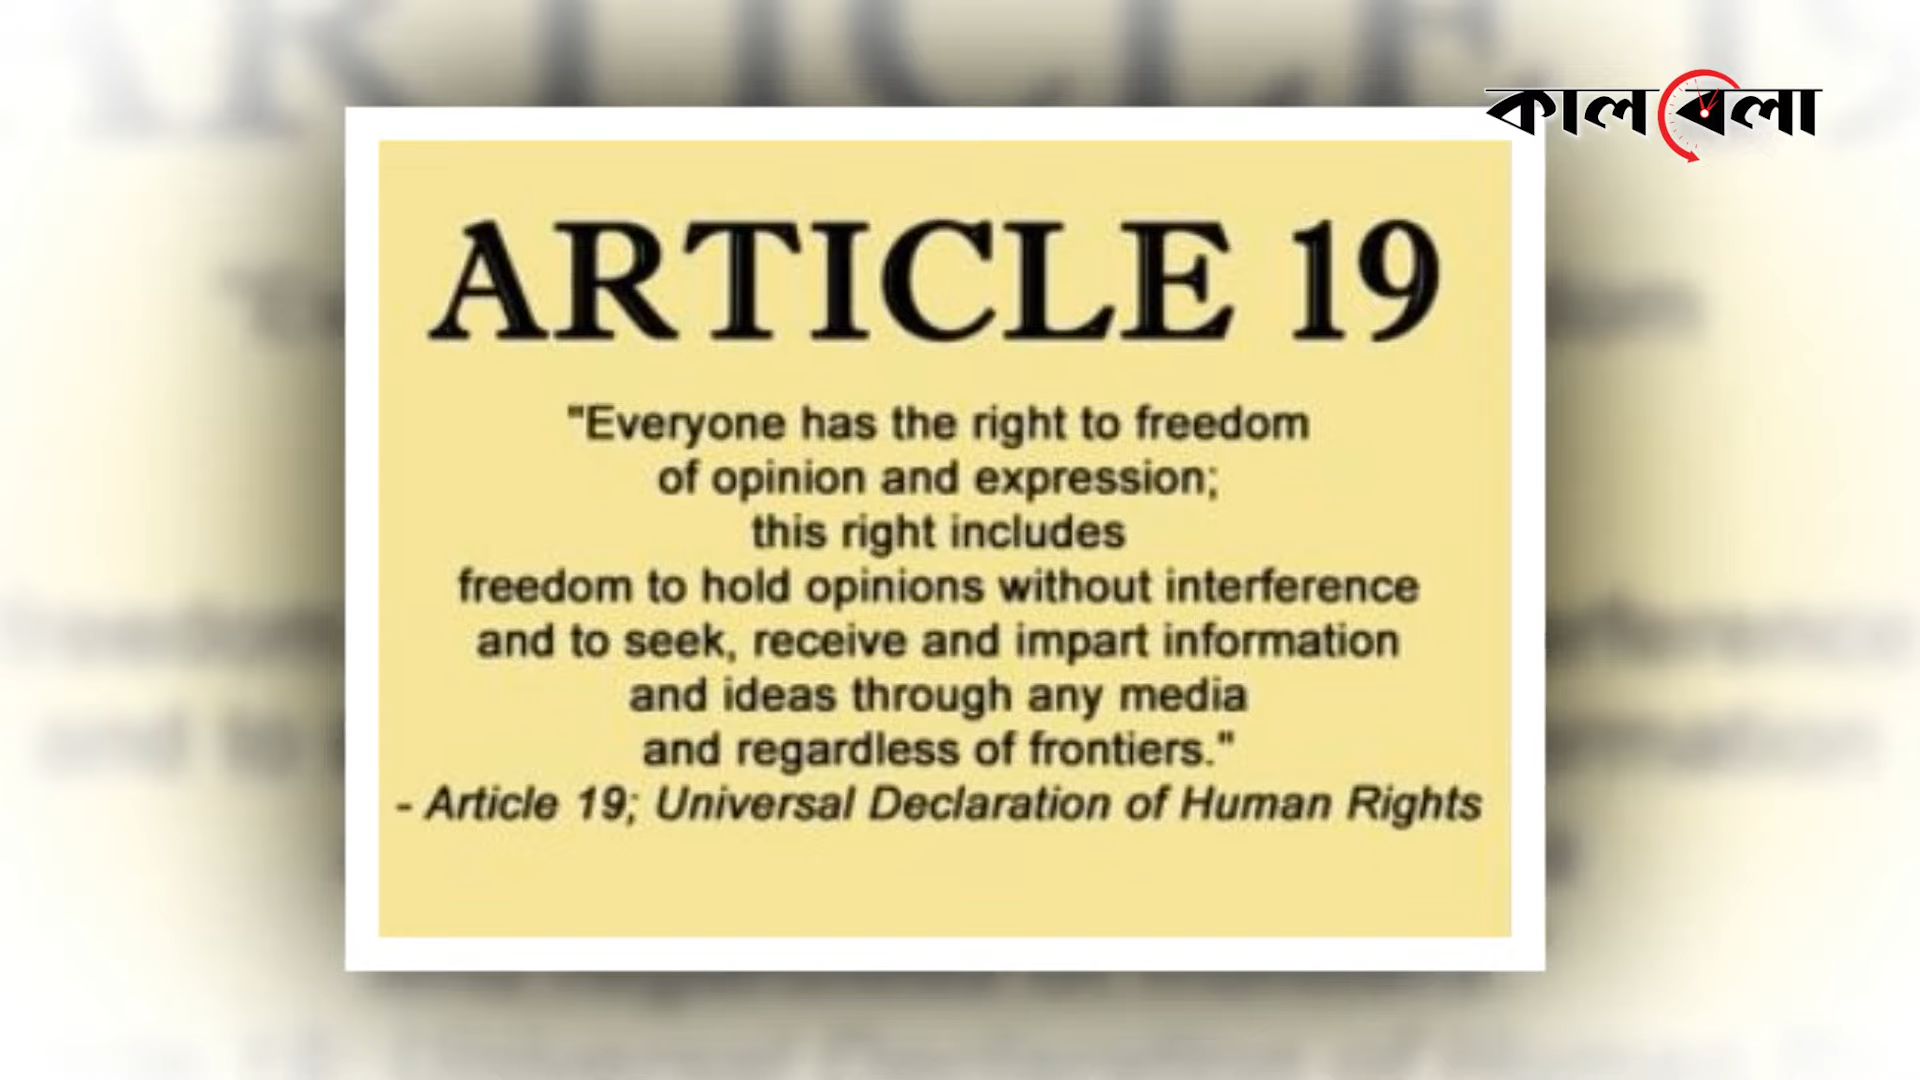 কালবেলা
ARTICLE 19
"Everyone has the right to freedom
of opinion and expression;
this right includes
freedom to hold opinions without interference
and to seek, receive and impart information
and ideas through any media
and regardless of frontiers."
- Article 19; Universal Declaration of Human Rights